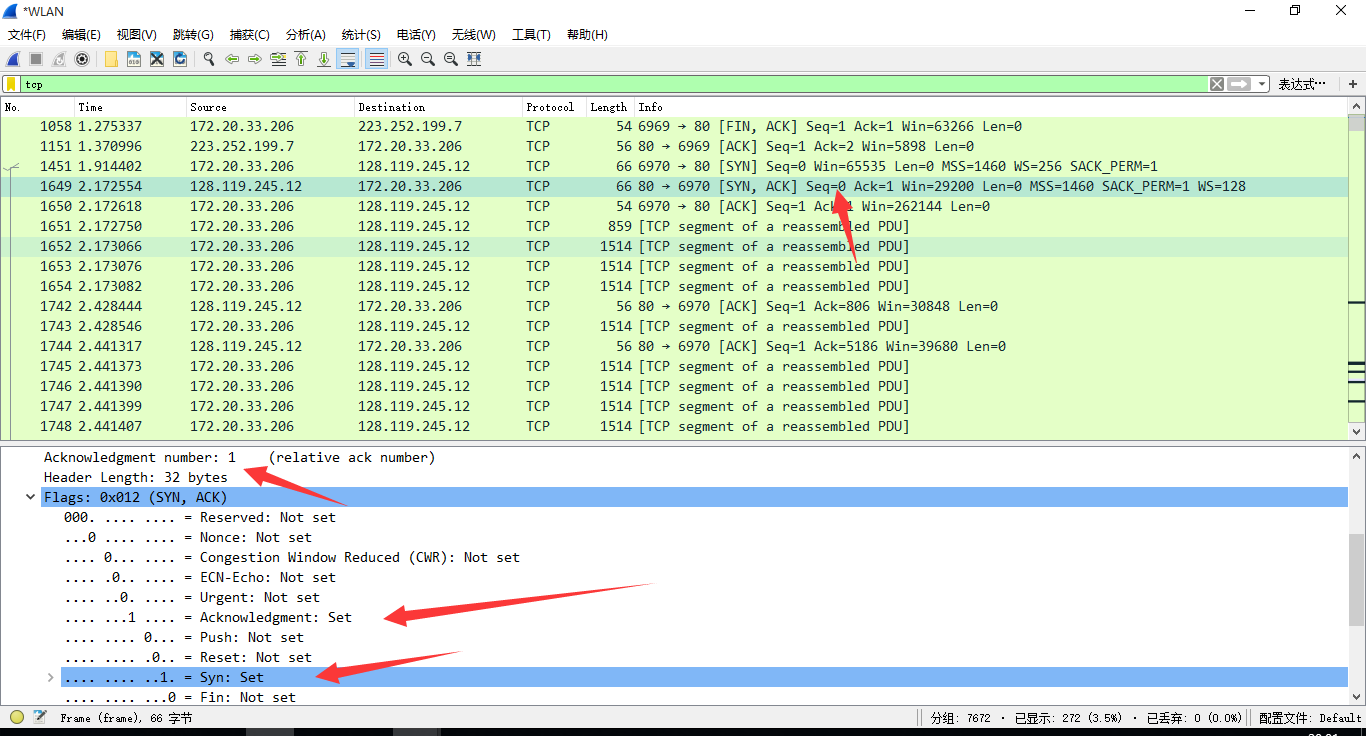 *WLAN
文件(F) 编辑(E) 视图(V) 跳转(G) 捕获(C) 分析(A) 统计(S) 电话(Y) 无线(W) 工具(T) 帮助(H)
tcp 表达式… +
No. Time Source Destination Protocol Length Info
1058 1.275337 172.20.33.206 223.252.199.7 TCP 54 6969 → 80 [FIN, ACK] Seq=1 Ack=1 Win=63266 Len=0
1151 1.370996 223.252.199.7 172.20.33.206 TCP 56 80 → 6969 [ACK] Seq=1 Ack=2 Win=5898 Len=0
1451 1.914402 172.20.33.206 128.119.245.12 TCP 66 6970 → 80 [SYN] Seq=0 Win=65535 Len=0 MSS=1460 WS=256 SACK_PERM=1
1649 2.172554 128.119.245.12 172.20.33.206 TCP 66 80 → 6970 [SYN, ACK] Seq=0 Ack=1 Win=29200 Len=0 MSS=1460 SACK_PERM=1 WS=128
1650 2.172618 172.20.33.206 128.119.245.12 TCP 54 6970 → 80 [ACK] Seq=1 Ack=1 Win=262144 Len=0
1651 2.172750 172.20.33.206 128.119.245.12 TCP 859 [TCP segment of a reassembled PDU]
1652 2.173066 172.20.33.206 128.119.245.12 TCP 1514 [TCP segment of a reassembled PDU]
1653 2.173076 172.20.33.206 128.119.245.12 TCP 1514 [TCP segment of a reassembled PDU]
1654 2.173082 172.20.33.206 128.119.245.12 TCP 1514 [TCP segment of a reassembled PDU]
1742 2.428444 128.119.245.12 172.20.33.206 TCP 56 80 → 6970 [ACK] Seq=1 Ack=806 Win=30848 Len=0
1743 2.428546 172.20.33.206 128.119.245.12 TCP 1514 [TCP segment of a reassembled PDU]
1744 2.441317 128.119.245.12 172.20.33.206 TCP 56 80 → 6970 [ACK] Seq=1 Ack=5186 Win=39680 Len=0
1745 2.441373 172.20.33.206 128.119.245.12 TCP 1514 [TCP segment of a reassembled PDU]
1746 2.441390 172.20.33.206 128.119.245.12 TCP 1514 [TCP segment of a reassembled PDU]
1747 2.441399 172.20.33.206 128.119.245.12 TCP 1514 [TCP segment of a reassembled PDU]
1748 2.441407 172.20.33.206 128.119.245.12 TCP 1514 [TCP segment of a reassembled PDU]
Acknowledgment number: 1 (relative ack number)
Header Length: 32 bytes
Flags: 0x012 (SYN, ACK)
000. .... .... = Reserved: Not set
...0 .... .... = Nonce: Not set
.... 0... .... = Congestion Window Reduced (CWR): Not set
.... .0.. .... = ECN-Echo: Not set
.... ..0. .... = Urgent: Not set
.... ...1 .... = Acknowledgment: Set
.... .... 0... = Push: Not set
.... .... .0.. = Reset: Not set
.... .... ..1. = Syn: Set
.... .... ...0 = Fin: Not set
Frame (frame), 66 字节 分组: 7672 · 已显示: 272 (3.5%) · 已丢弃: 0 (0.0%) 配置文件: Default